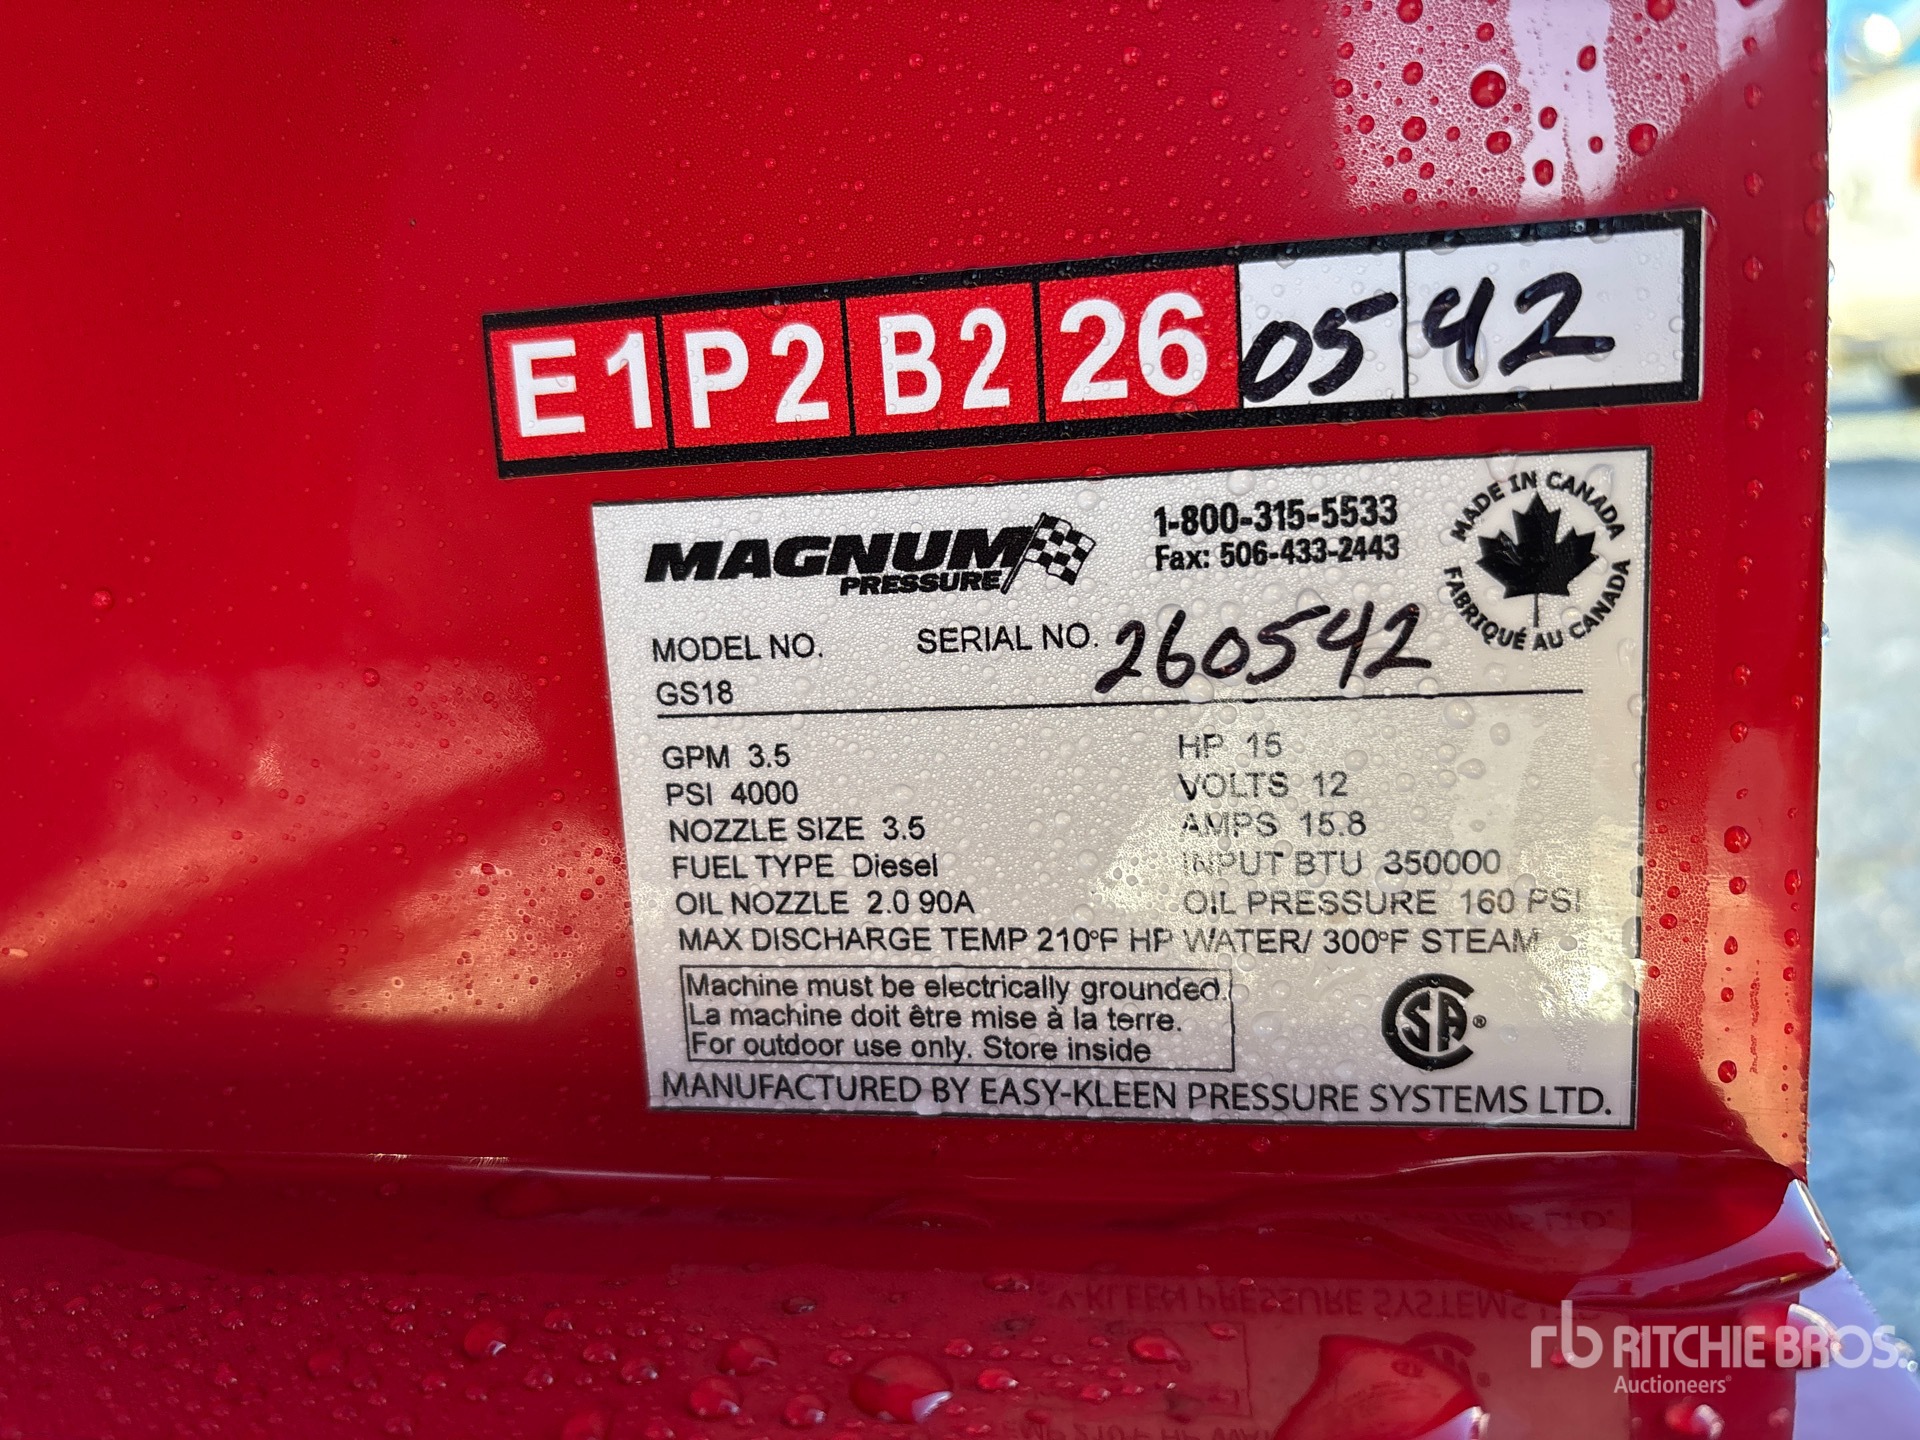 E1 P2 B2 26 05 42
MAGNUM
PRESSURE
1-800-315-5533
Fax: 506-433-2443
MADE IN CANADA
FABRIQUÉ AU CANADA
MODEL NO. SERIAL NO. 260542
GS18
GPM 3.5 HP 15
PSI 4000 VOLTS 12
NOZZLE SIZE 3.5 AMPS 15.8
FUEL TYPE Diesel INPUT BTU 350000
OIL NOZZLE 2.0 90A OIL PRESSURE 160 PSI
MAX DISCHARGE TEMP 210°F HP WATER/ 300°F STEAM
Machine must be electrically grounded.
La machine doit être mise à la terre.
For outdoor use only. Store inside
CSA®
MANUFACTURED BY EASY-KLEEN PRESSURE SYSTEMS LTD.
rb RITCHIE BROS.
Auctioneers